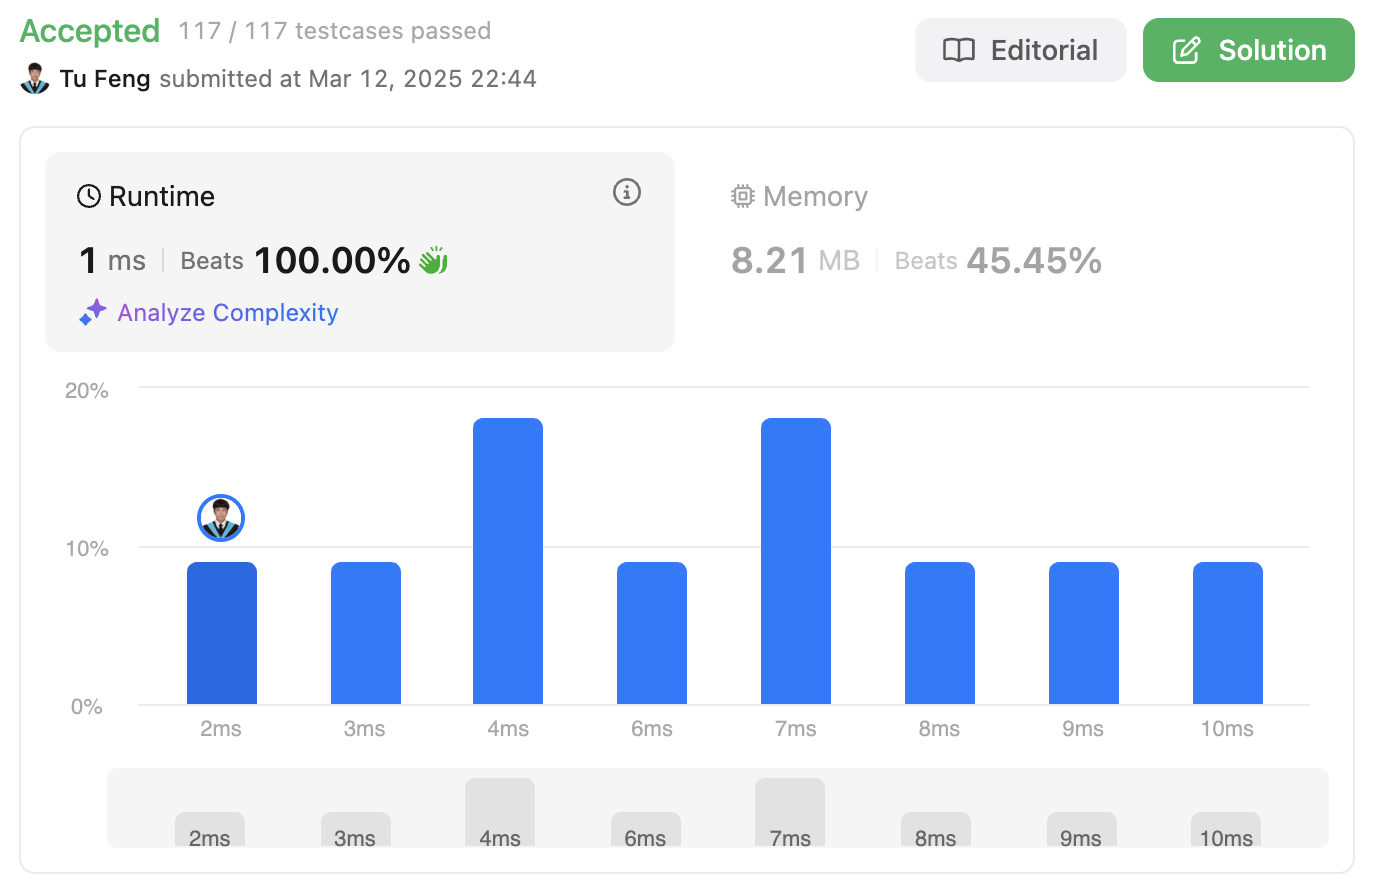 Accepted 117 / 117 testcases passed
Editorial
Solution
Tu Feng submitted at Mar 12, 2025 22:44
Runtime
1 ms Beats 100.00%
Analyze Complexity
Memory
8.21 MB Beats 45.45%
20%
10%
0%
2ms 3ms 4ms 6ms 7ms 8ms 9ms 10ms
2ms 3ms 4ms 6ms 7ms 8ms 9ms 10ms